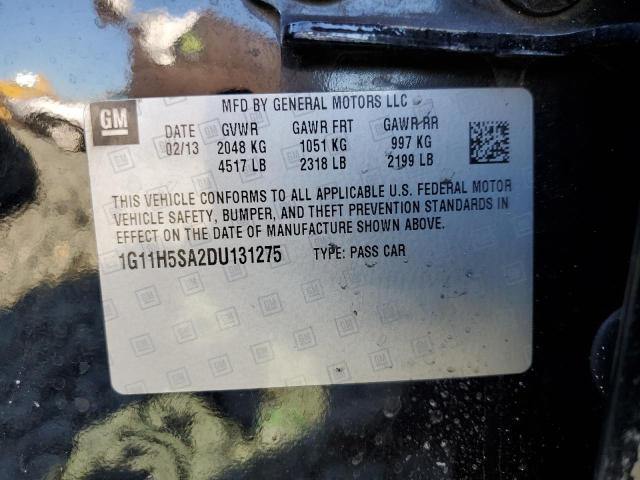 MFD BY GENERAL MOTORS LLC
GM
DATE GVWR GAWR FRT GAWR RR
02/13 2048 KG 1051 KG 997 KG
4517 LB 2318 LB 2199 LB
THIS VEHICLE CONFORMS TO ALL APPLICABLE U.S. FEDERAL MOTOR
VEHICLE SAFETY, BUMPER, AND THEFT PREVENTION STANDARDS IN
EFFECT ON THE DATE OF MANUFACTURE SHOWN ABOVE.
1G11H5SA2DU131275 TYPE: PASS CAR